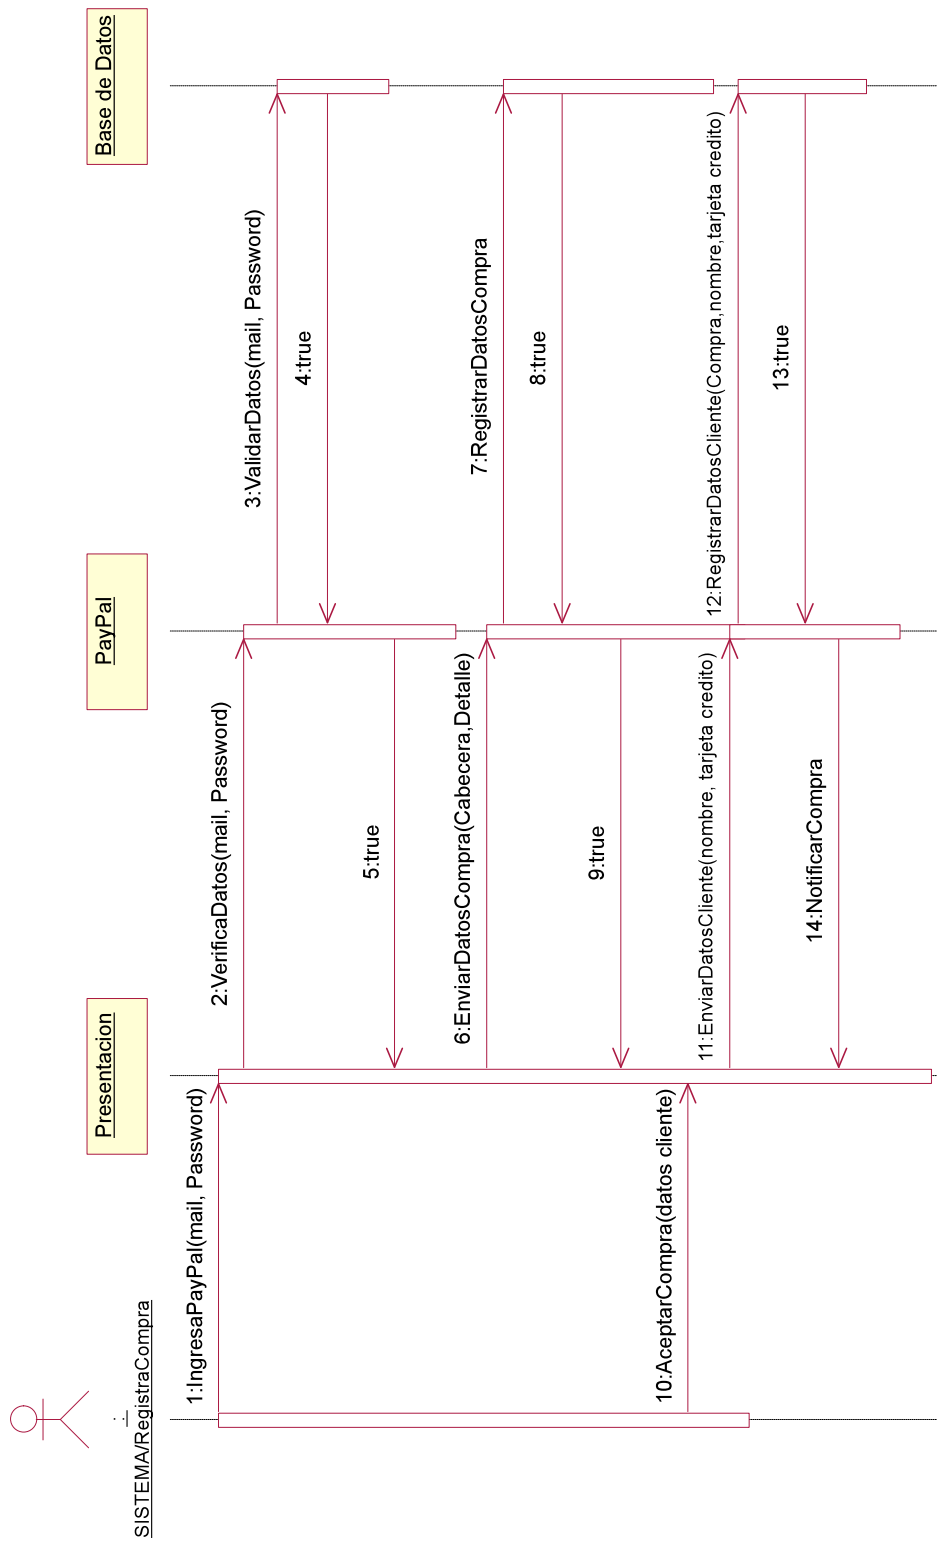 SISTEMA/RegistraCompra
:
Presentacion
PayPal
Base de Datos
1:IngresaPayPal(mail, Password)
2:VerificaDatos(mail, Password)
3:ValidarDatos(mail, Password)
4:true
5:true
6:EnviarDatosCompra(Cabecera,Detalle)
7:RegistrarDatosCompra
8:true
9:true
10:AceptarCompra(datos cliente)
11:EnviarDatosCliente(nombre, tarjeta credito)
12:RegistrarDatosCliente(Compra,nombre,tarjeta credito)
13:true
14:NotificarCompra